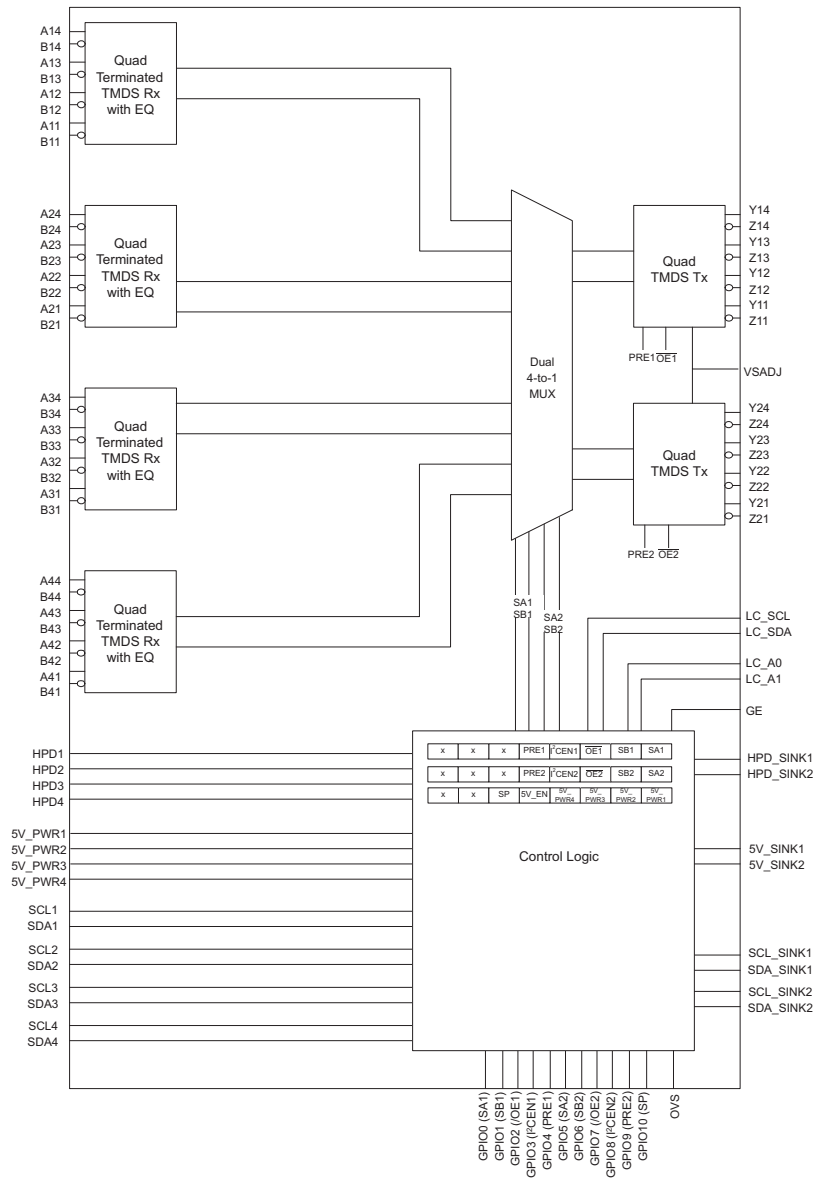 A14
B14
A13
B13
A12
B12
A11
B11
Quad
Terminated
TMDS Rx
with EQ
A24
B24
A23
B23
A22
B22
A21
B21
Quad
Terminated
TMDS Rx
with EQ
A34
B34
A33
B33
A32
B32
A31
B31
Quad
Terminated
TMDS Rx
with EQ
A44
B44
A43
B43
A42
B42
A41
B41
Quad
Terminated
TMDS Rx
with EQ
Dual
4-to-1
MUX
Quad
TMDS Tx
Y14
Z14
Y13
Z13
Y12
Z12
Y11
Z11
PRE1 OE1
VSADJ
Quad
TMDS Tx
Y24
Z24
Y23
Z23
Y22
Z22
Y21
Z21
PRE2 OE2
SA1
SB1
SA2
SB2
LC_SCL
LC_SDA
LC_A0
LC_A1
GE
x x x PRE1 I²CEN1 OE1 SB1 SA1
x x x PRE2 I²CEN2 OE2 SB2 SA2
x x SP 5V_EN 5V_PWR4 5V_PWR3 5V_PWR2 5V_PWR1
Control Logic
HPD1
HPD2
HPD3
HPD4
5V_PWR1
5V_PWR2
5V_PWR3
5V_PWR4
SCL1
SDA1
SCL2
SDA2
SCL3
SDA3
SCL4
SDA4
HPD_SINK1
HPD_SINK2
5V_SINK1
5V_SINK2
SCL_SINK1
SDA_SINK1
SCL_SINK2
SDA_SINK2
GPIO0 (SA1)
GPIO1 (SB1)
GPIO2 (/OE1)
GPIO3 (I²CEN1)
GPIO4 (PRE1)
GPIO5 (SA2)
GPIO6 (SB2)
GPIO7 (/OE2)
GPIO8 (I²CEN2)
GPIO9 (PRE2)
GPIO10 (SP)
OVS